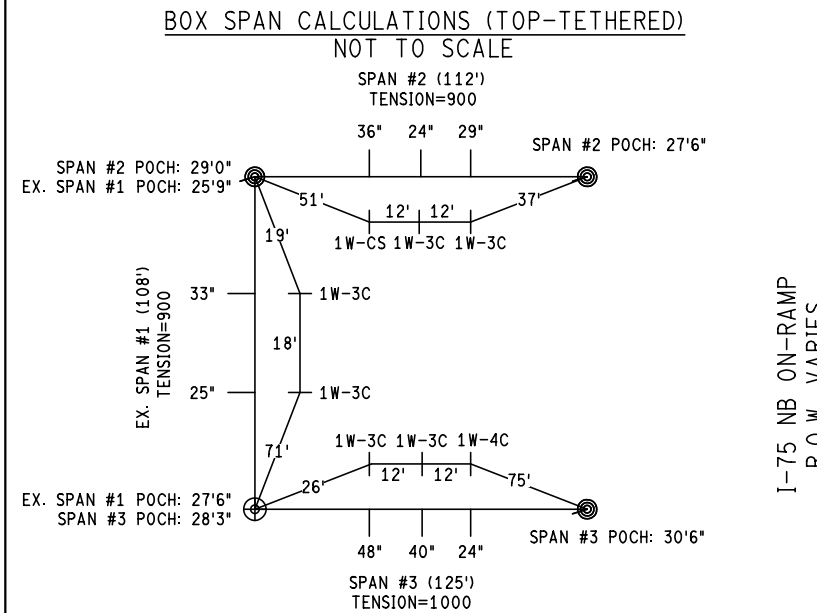 BOX SPAN CALCULATIONS (TOP-TETHERED)
NOT TO SCALE
SPAN #2 (112')
TENSION=900
36" 24" 29"
SPAN #2 POCH: 27'6"
SPAN #2 POCH: 29'0"
EX. SPAN #1 POCH: 25'9"
51' 12' 12' 37'
1W-CS 1W-3C 1W-3C
19'
EX. SPAN #1 (108')
TENSION=900
33" 1W-3C
18'
25" 1W-3C
71'
1W-3C 1W-3C 1W-4C
26' 12' 12' 75'
EX. SPAN #1 POCH: 27'6"
SPAN #3 POCH: 28'3"
SPAN #3 POCH: 30'6"
48" 40" 24"
SPAN #3 (125')
TENSION=1000
I-75 NB ON-RAMP